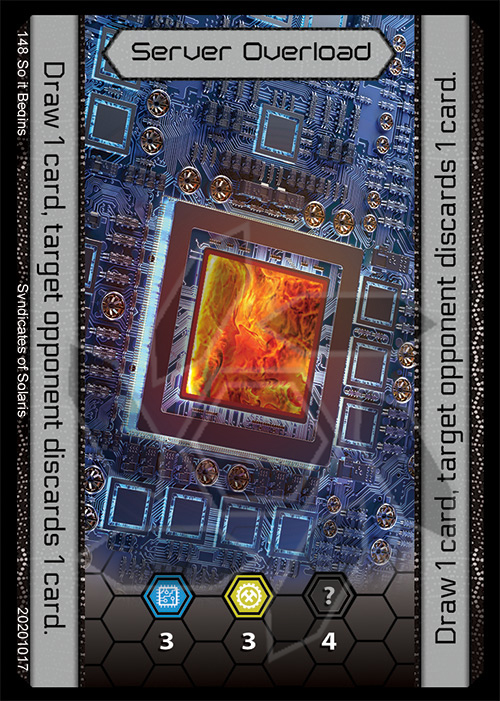 Server Overload
148 So it Begins
Syndicates of Solaris
20201017
Draw 1 card, target opponent discards 1 card.
Draw 1 card, target opponent discards 1 card.
?
3
3
4